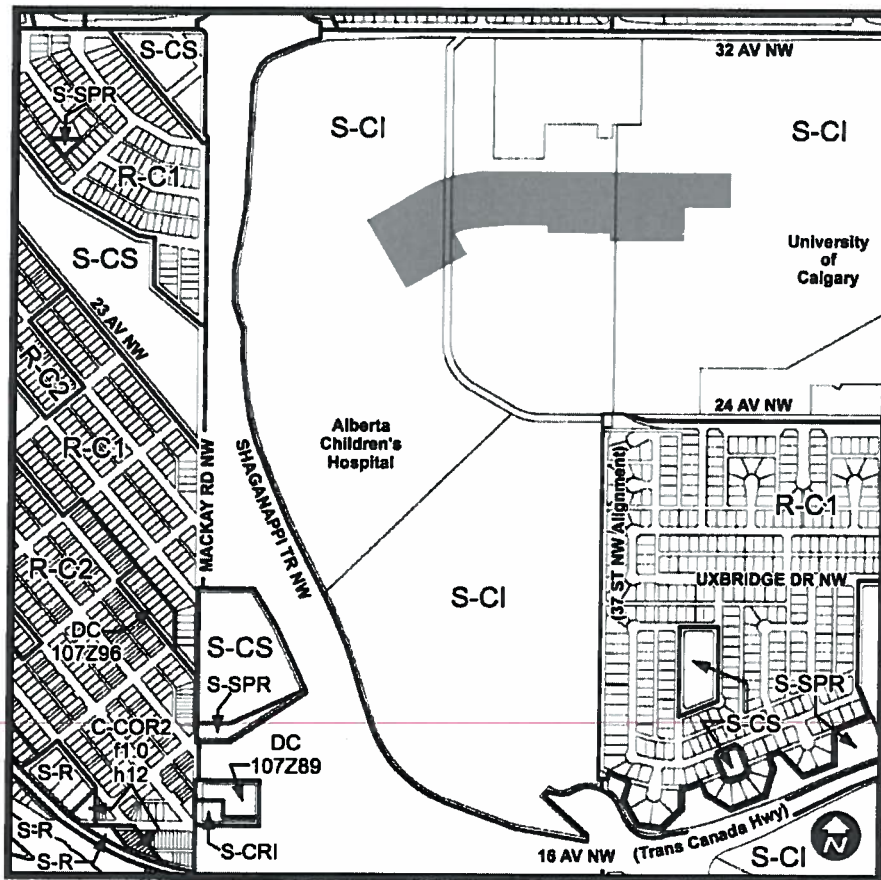 S-CS
32 AV NW
S-SPR
S-CI
S-CI
R-C1
University
of
Calgary
S-CS
23 AV NW
R-C2
24 AV NW
Alberta
Children's
Hospital
R-C1
MACKAY RD NW
SHAGANAPPI TR NW
(37 ST NW Alignment)
R-C1
R-C2
UXBRIDGE DR NW
S-CI
DC
107Z96
S-CS
S-SPR
S-SPR
S-CS
C-COR2
f1.0
h12
DC
107Z89
S-R
S-R
S-R
S-CRI
16 AV NW
(Trans Canada Hwy)
S-CI
N